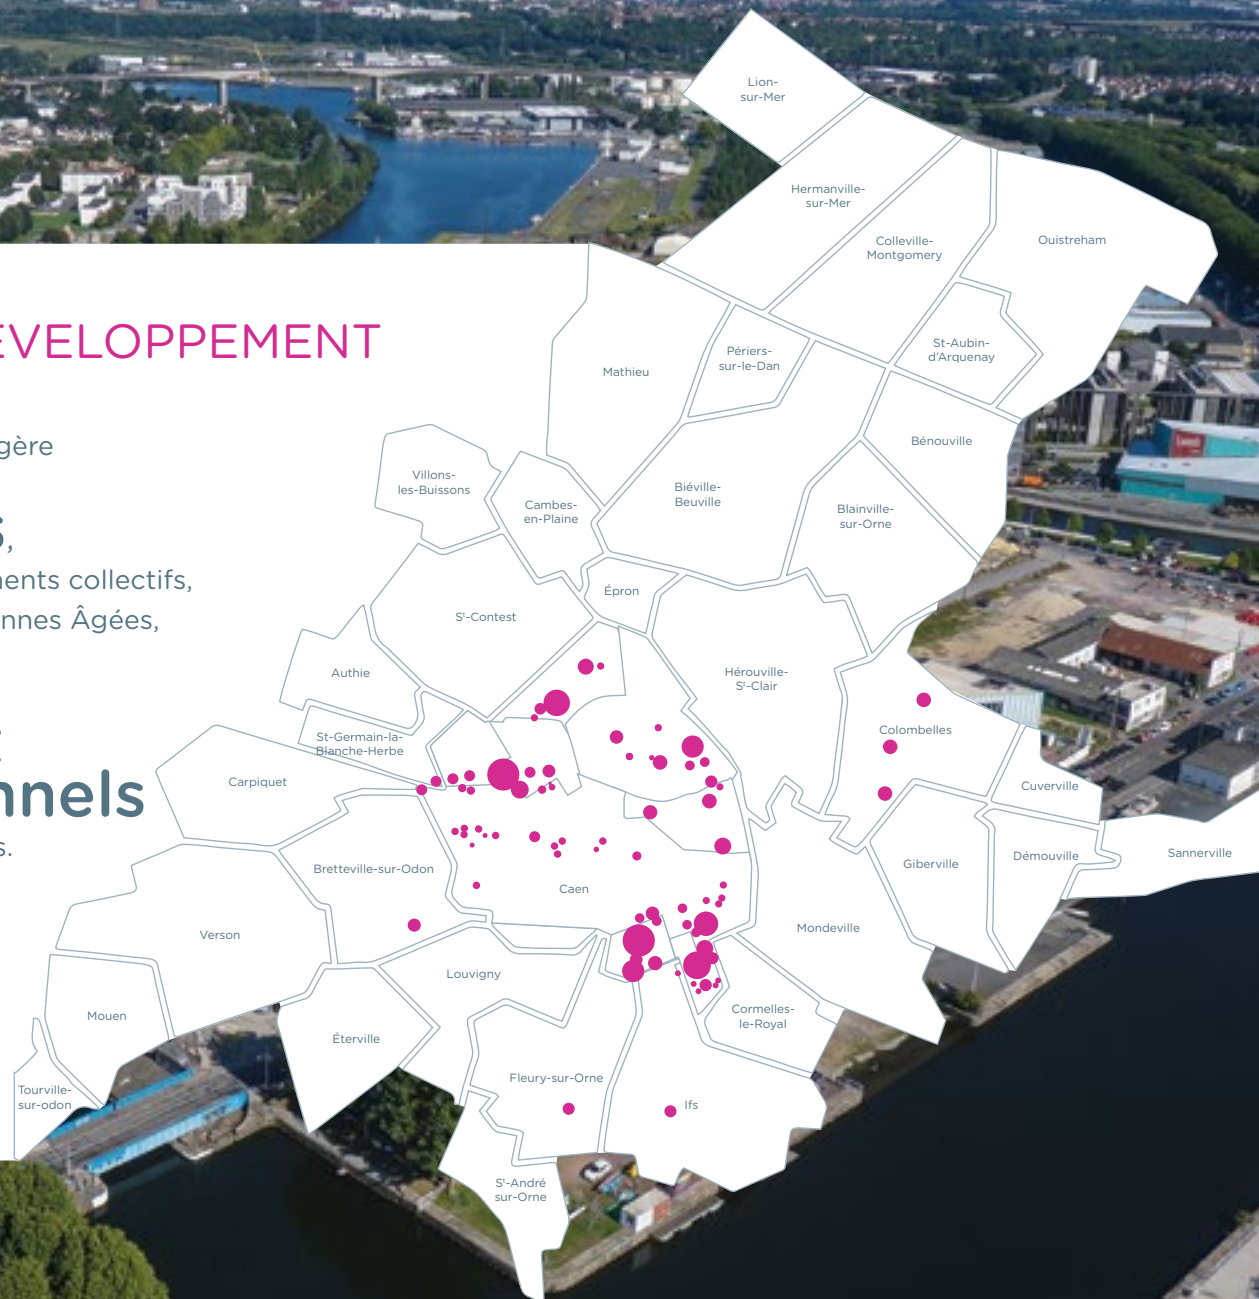 Lion-
sur-Mer
Hermanville-
sur-Mer
Colleville-
Montgomery
Ouistreham
ÉVELOPPEMENT
Périers-
sur-le-Dan
St-Aubin-
d'Arquenay
Mathieu
gère
Bénouville
Villons-
les-Buissons
Cambes-
en-Plaine
Biéville-
Beuville
Blainville-
sur-Orne
,
ents collectifs,
nnes Âgées,
Épron
St-Contest
Authie
Hérouville-
St-Clair
St-Germain-la-
Blanche-Herbe
Colombelles
Carpiquet
Cuverville
nnels
s.
Bretteville-sur-Odon
Caen
Giberville
Démouville
Sannerville
Verson
Mondeville
Louvigny
Mouen
Éterville
Cormelles-
le-Royal
Tourville-
sur-odon
Fleury-sur-Orne
Ifs
St-André
sur-Orne